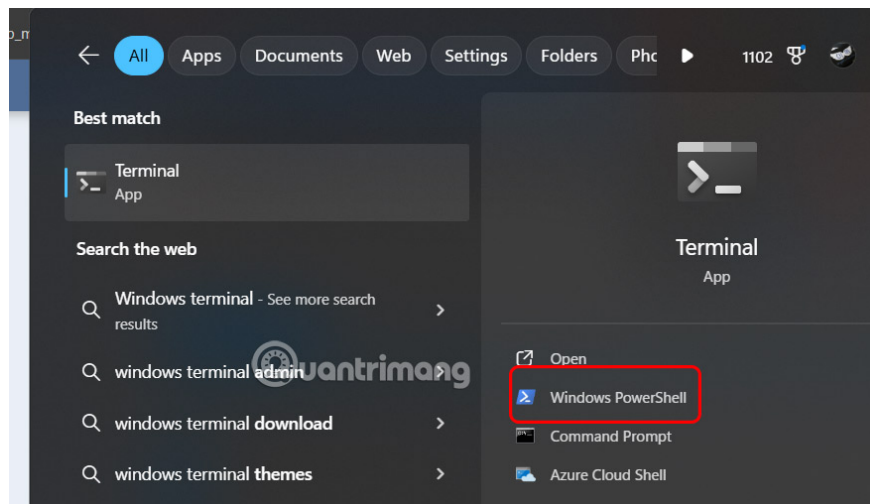 All
Apps
Documents
Web
Settings
Folders
Phc
1102
Best match
Terminal
App
Search the web
Windows terminal - See more search
results
windows terminal admin
windows terminal download
windows terminal themes
Terminal
App
Open
Windows PowerShell
Command Prompt
Azure Cloud Shell
uantrimang